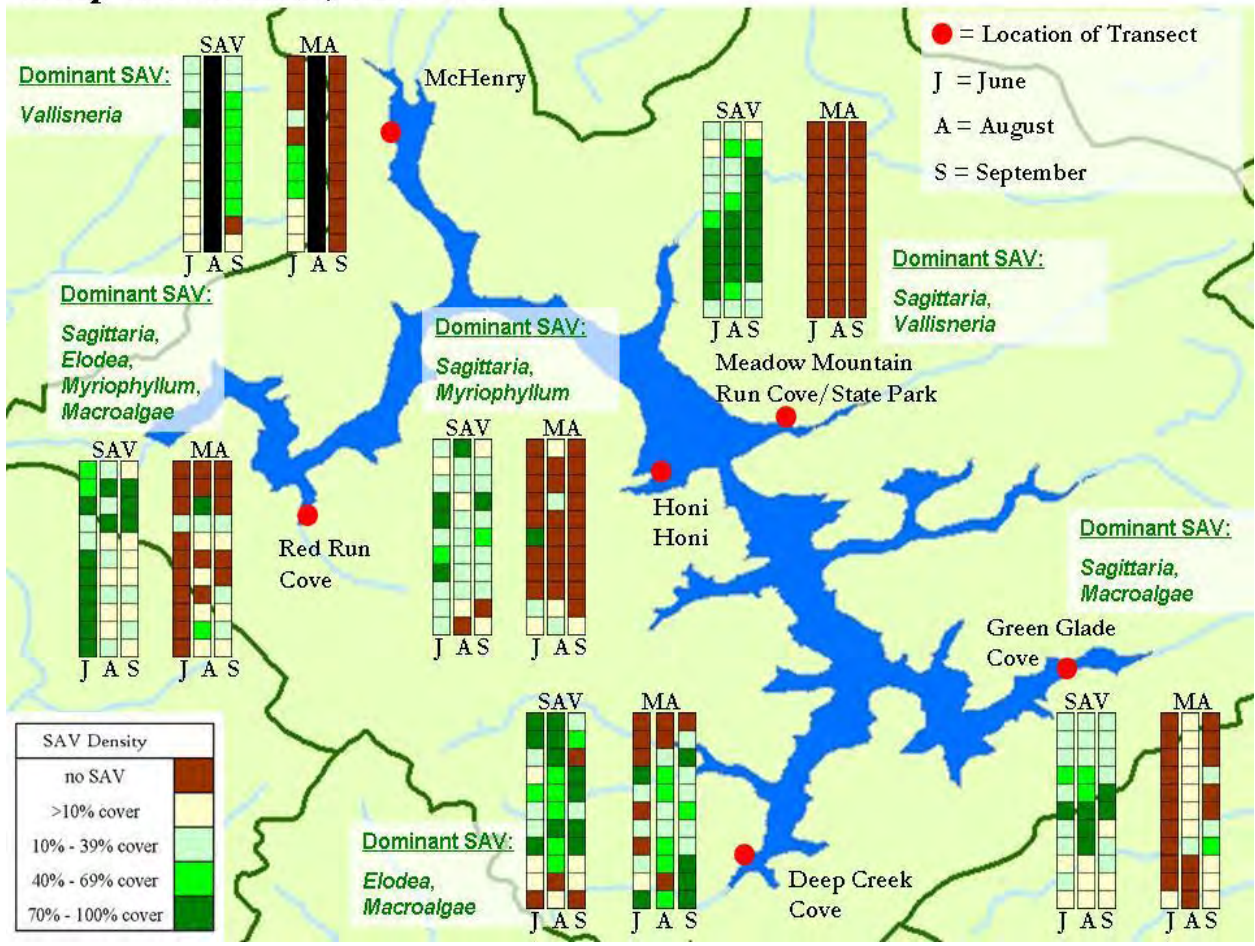 SAV MA
Dominant SAV:
Vallisneria
J A S J A S
McHenry
= Location of Transect
J = June
A = August
S = September
SAV MA
J A S J A S
Dominant SAV:
Sagittaria,
Vallisneria
Meadow Mountain
Run Cove/State Park
Dominant SAV:
Sagittaria,
Elodea,
Myriophyllum,
Macroalgae
SAV MA
J A S J A S
Red Run
Cove
Dominant SAV:
Sagittaria,
Myriophyllum
SAV MA
J A S J A S
Honi
Honi
Dominant SAV:
Sagittaria,
Macroalgae
Green Glade
Cove
SAV MA
J A S J A S
SAV MA
J A S J A S
Dominant SAV:
Elodea,
Macroalgae
Deep Creek
Cove
SAV Density
no SAV
>10% cover
10% - 39% cover
40% - 69% cover
70% - 100% cover